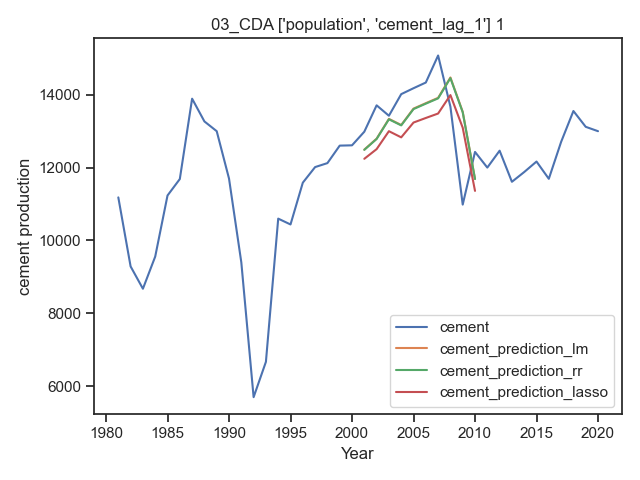 03_CDA ['population', 'cement_lag_1'] 1
cement production
14000
12000
10000
8000
6000
1980
1985
1990
1995
2000
2005
2010
2015
2020
Year
cement
cement_prediction_lm
cement_prediction_rr
cement_prediction_lasso